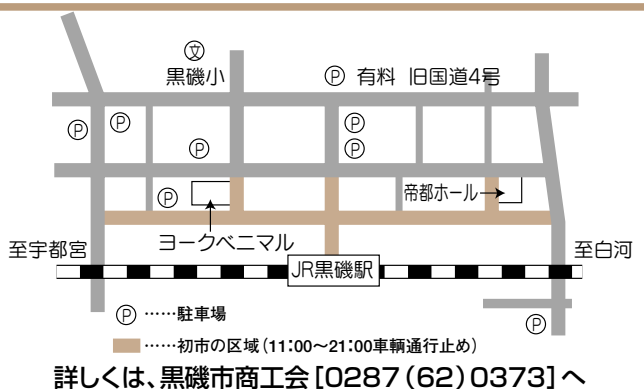 文
黒磯小
P 有料 旧国道4号
P
P
P
P
P
P
帝都ホール→
ヨークベニマル
至宇都宮
至白河
JR黒磯駅
P ……駐車場
P
……初市の区域(11:00〜21:00車輌通行止め)
詳しくは、黒磯市商工会[0287(62)0373]へ